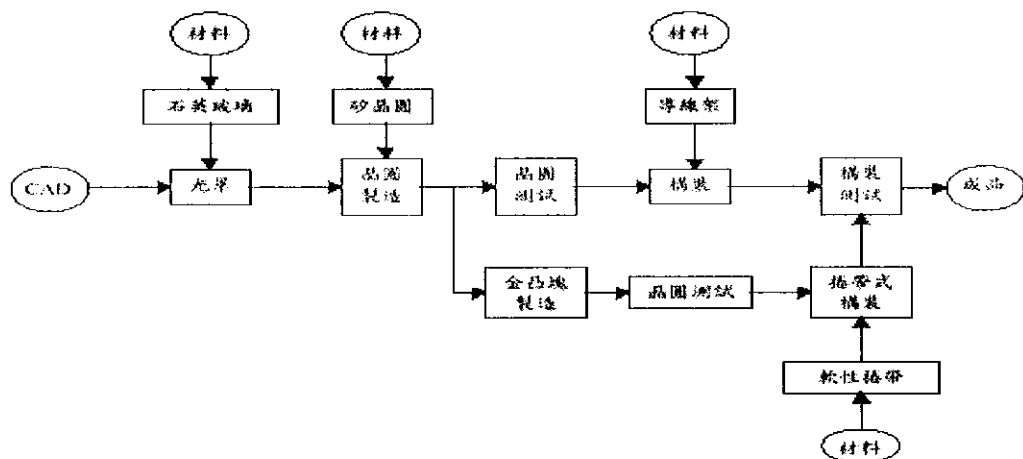 材料
材料
材料
石英玻璃
矽晶圓
導線架
CAD
光罩
晶圓
製造
晶圓
測試
構裝
構裝
測試
成品
金凸塊
製造
晶圓測試
捲帶式
構裝
軟性捲帶
材料